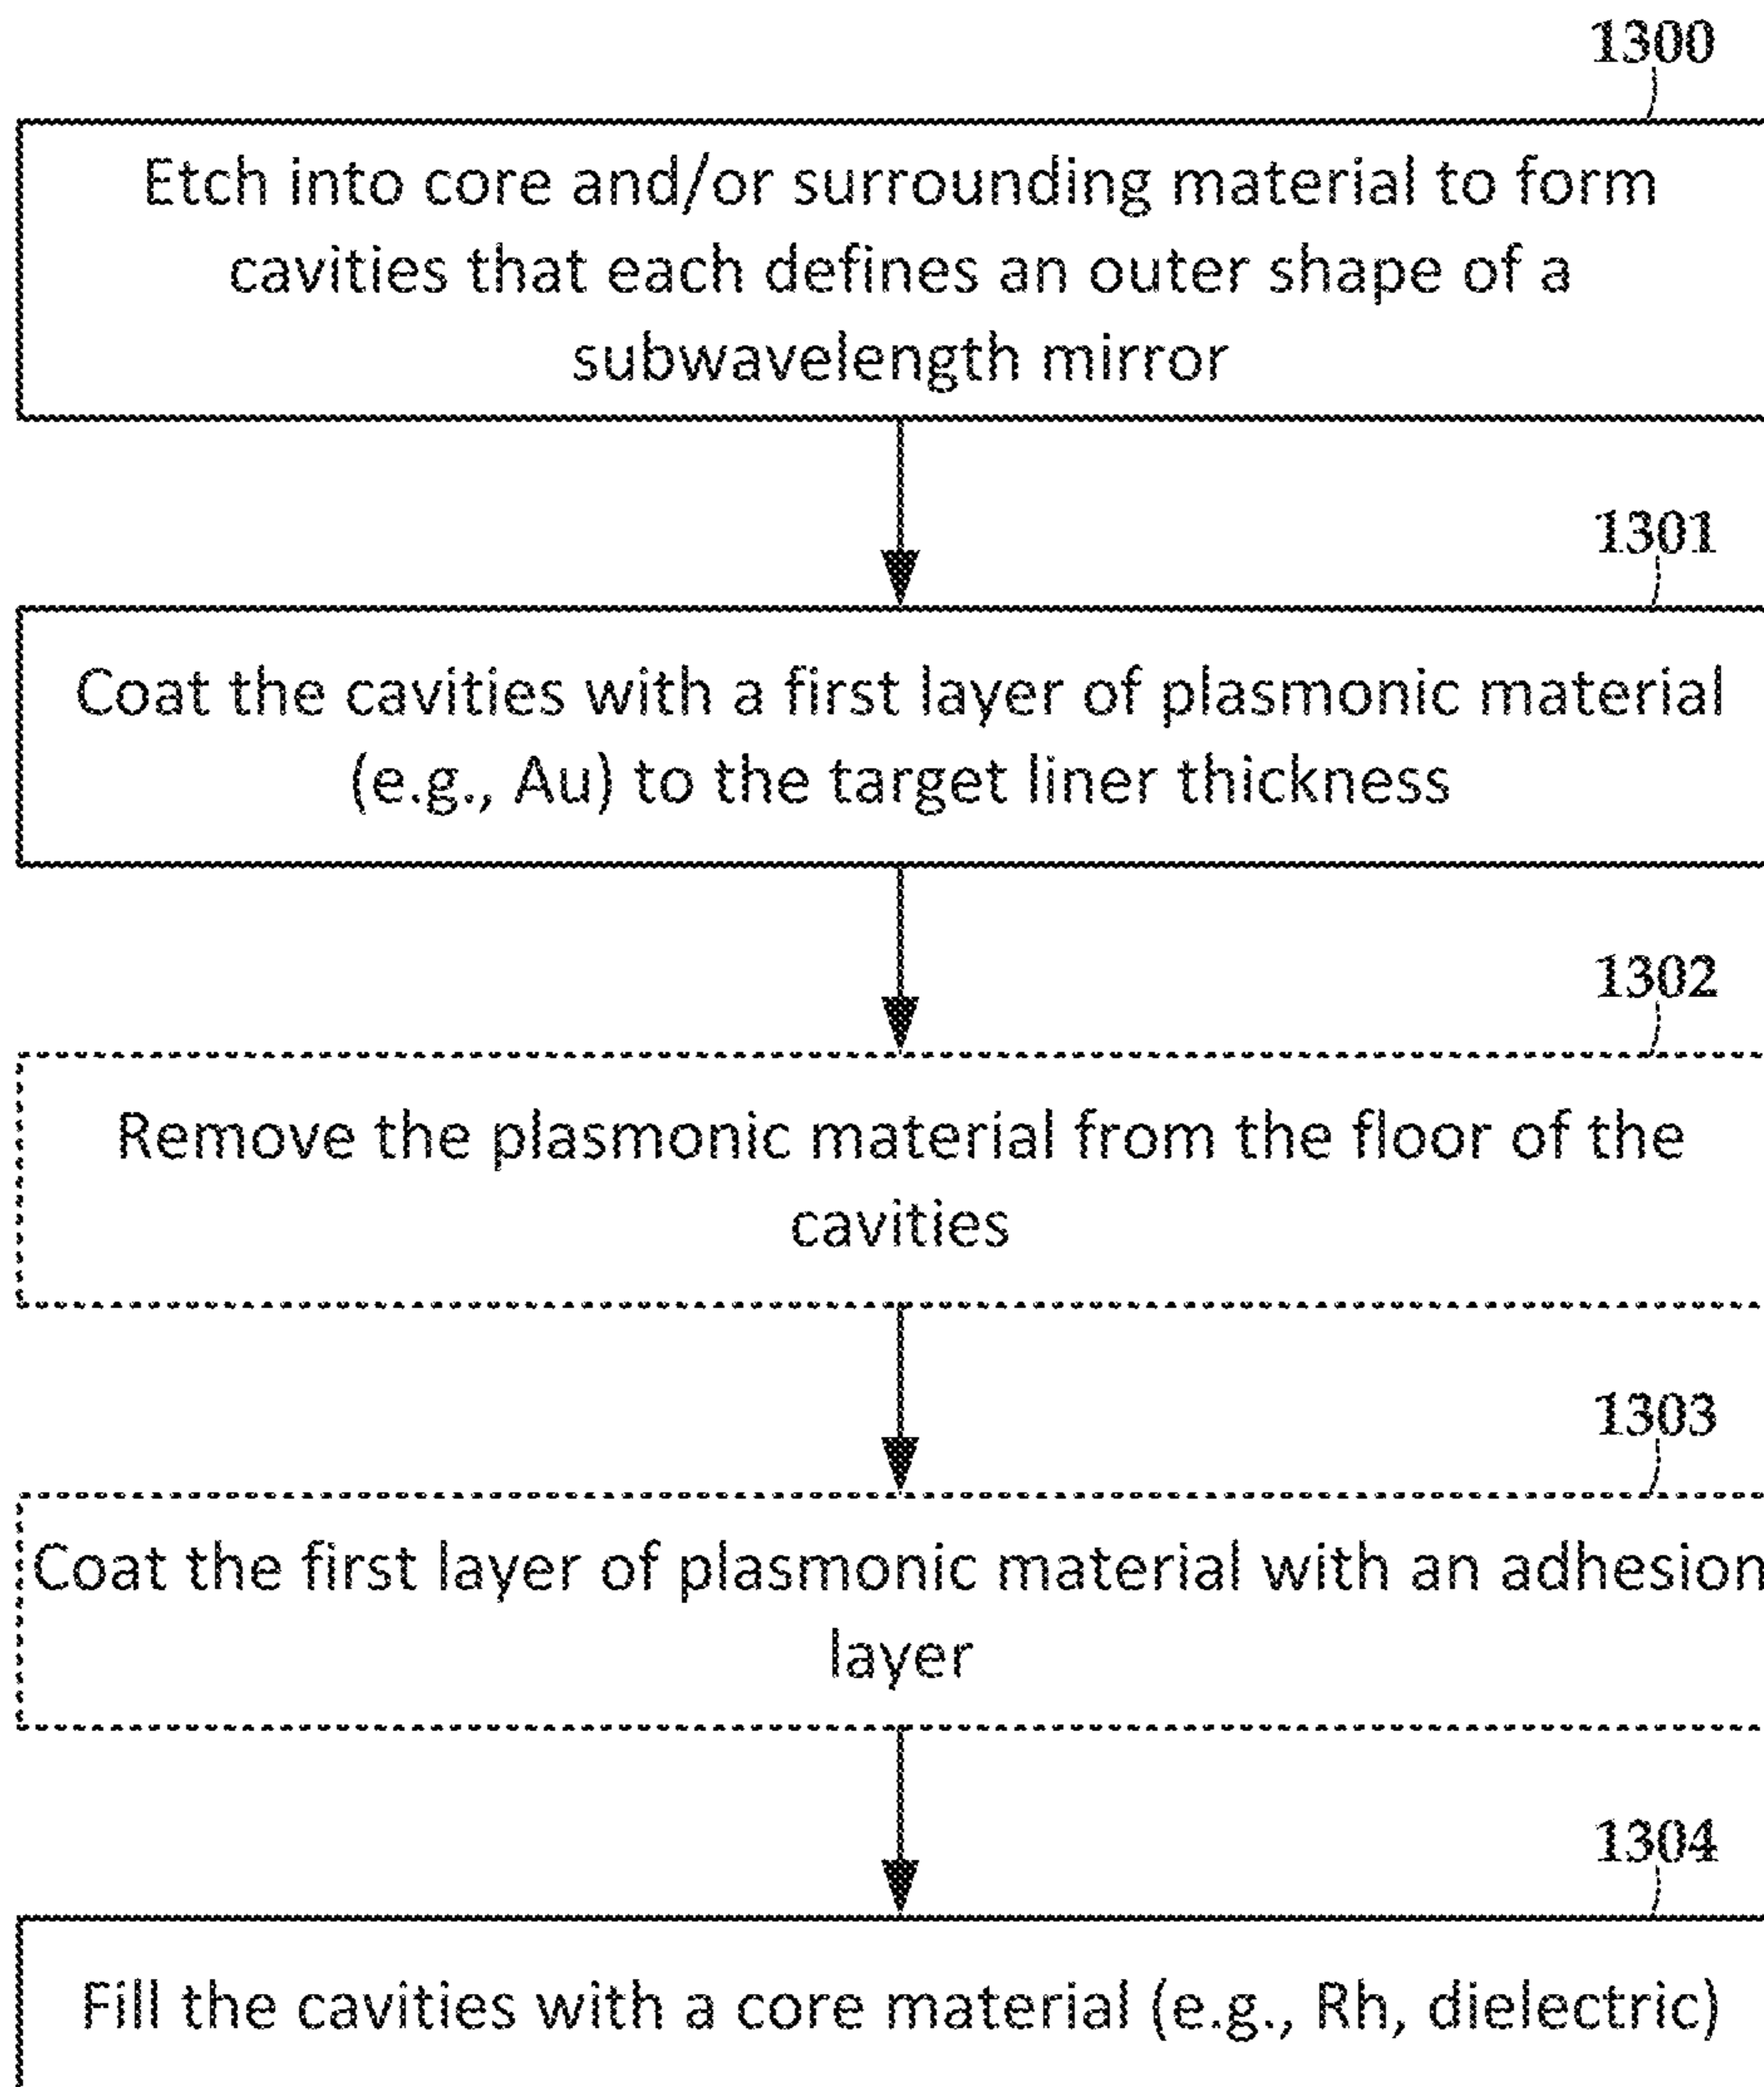 1300
Etch into core and/or surrounding material to form
cavities that each defines an outer shape of a
subwavelength mirror
1301
Coat the cavities with a first layer of plasmonic material
(e.g., Au) to the target liner thickness
1302
Remove the plasmonic material from the floor of the
cavities
1303
Coat the first layer of plasmonic material with an adhesion
layer
1304
Fill the cavities with a core material (e.g., Rh, dielectric)